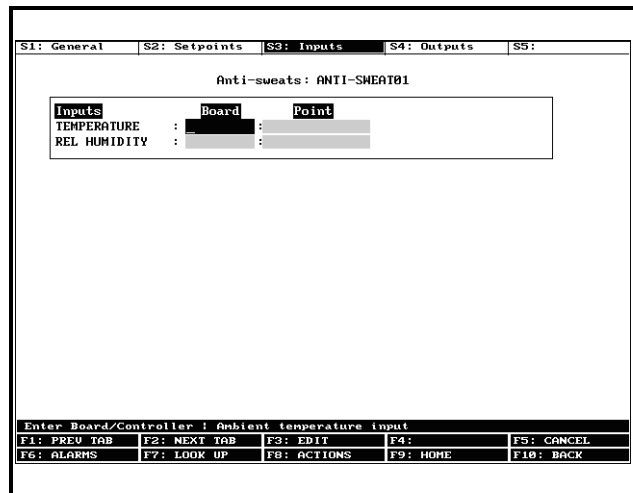 S1: General S2: Setpoints S3: Inputs S4: Outputs S5:
Anti-sweats: ANTI-SWEAT01
Inputs Board Point
TEMPERATURE : _ :
REL HUMIDITY : :
Enter Board/Controller ¦ Ambient temperature input
F1: PREV TAB F2: NEXT TAB F3: EDIT F4: F5: CANCEL
F6: ALARMS F7: LOOK UP F8: ACTIONS F9: HOME F10: BACK